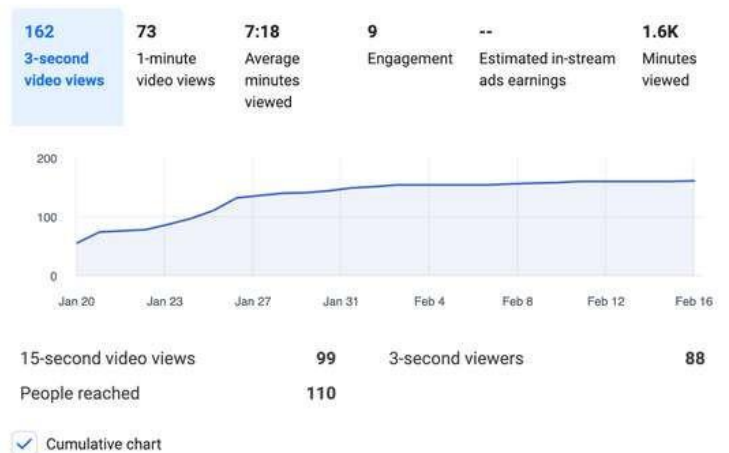 162 73 7:18 9 -- 1.6K
3-second 1-minute Average Engagement Estimated in-stream Minutes
video views video views minutes ads earnings viewed
viewed
200
100
0
Jan 20 Jan 23 Jan 27 Jan 31 Feb 4 Feb 8 Feb 12 Feb 16
15-second video views 99 3-second viewers 88
People reached 110
Cumulative chart